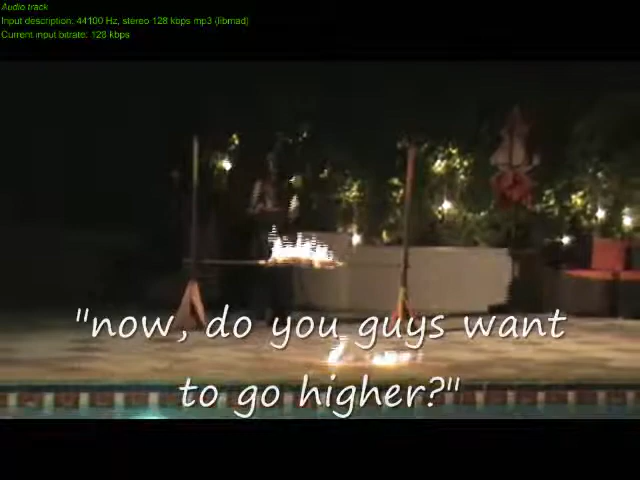 Audio track
Input description: 44100 Hz, stereo 128 kbps mp3 (libmad)
Current input bitrate: 128 kbps
"now, do you guys want
to go higher?"